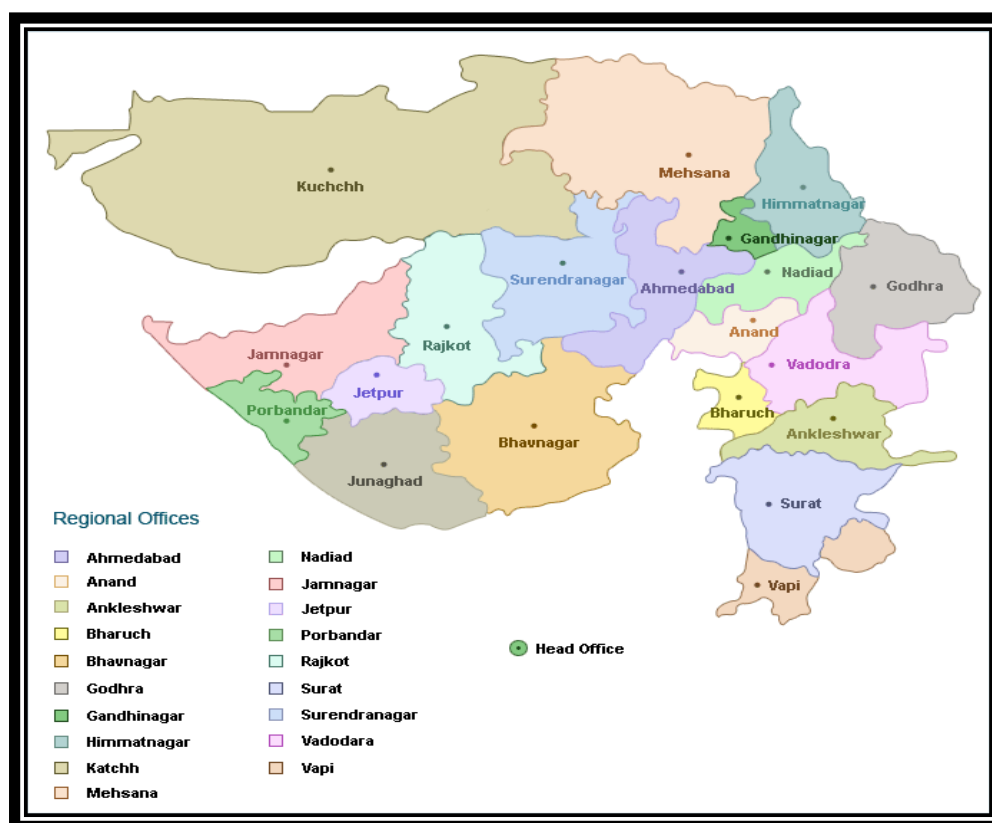 Kuchchh
Mehsana
Himmatnagar
Gandhinagar
Surendranagar
Ahmedabad
Nadiad
Godhra
Rajkot
Anand
Jamnagar
Vadodra
Jetpur
Porbandar
Bharuch
Bhavnagar
Ankleshwar
Junaghad
Surat
Vapi
Regional Offices
Ahmedabad
Anand
Ankleshwar
Bharuch
Bhavnagar
Godhra
Gandhinagar
Himmatnagar
Katchh
Mehsana
Nadiad
Jamnagar
Jetpur
Porbandar
Rajkot
Surat
Surendranagar
Vadodara
Vapi
Head Office